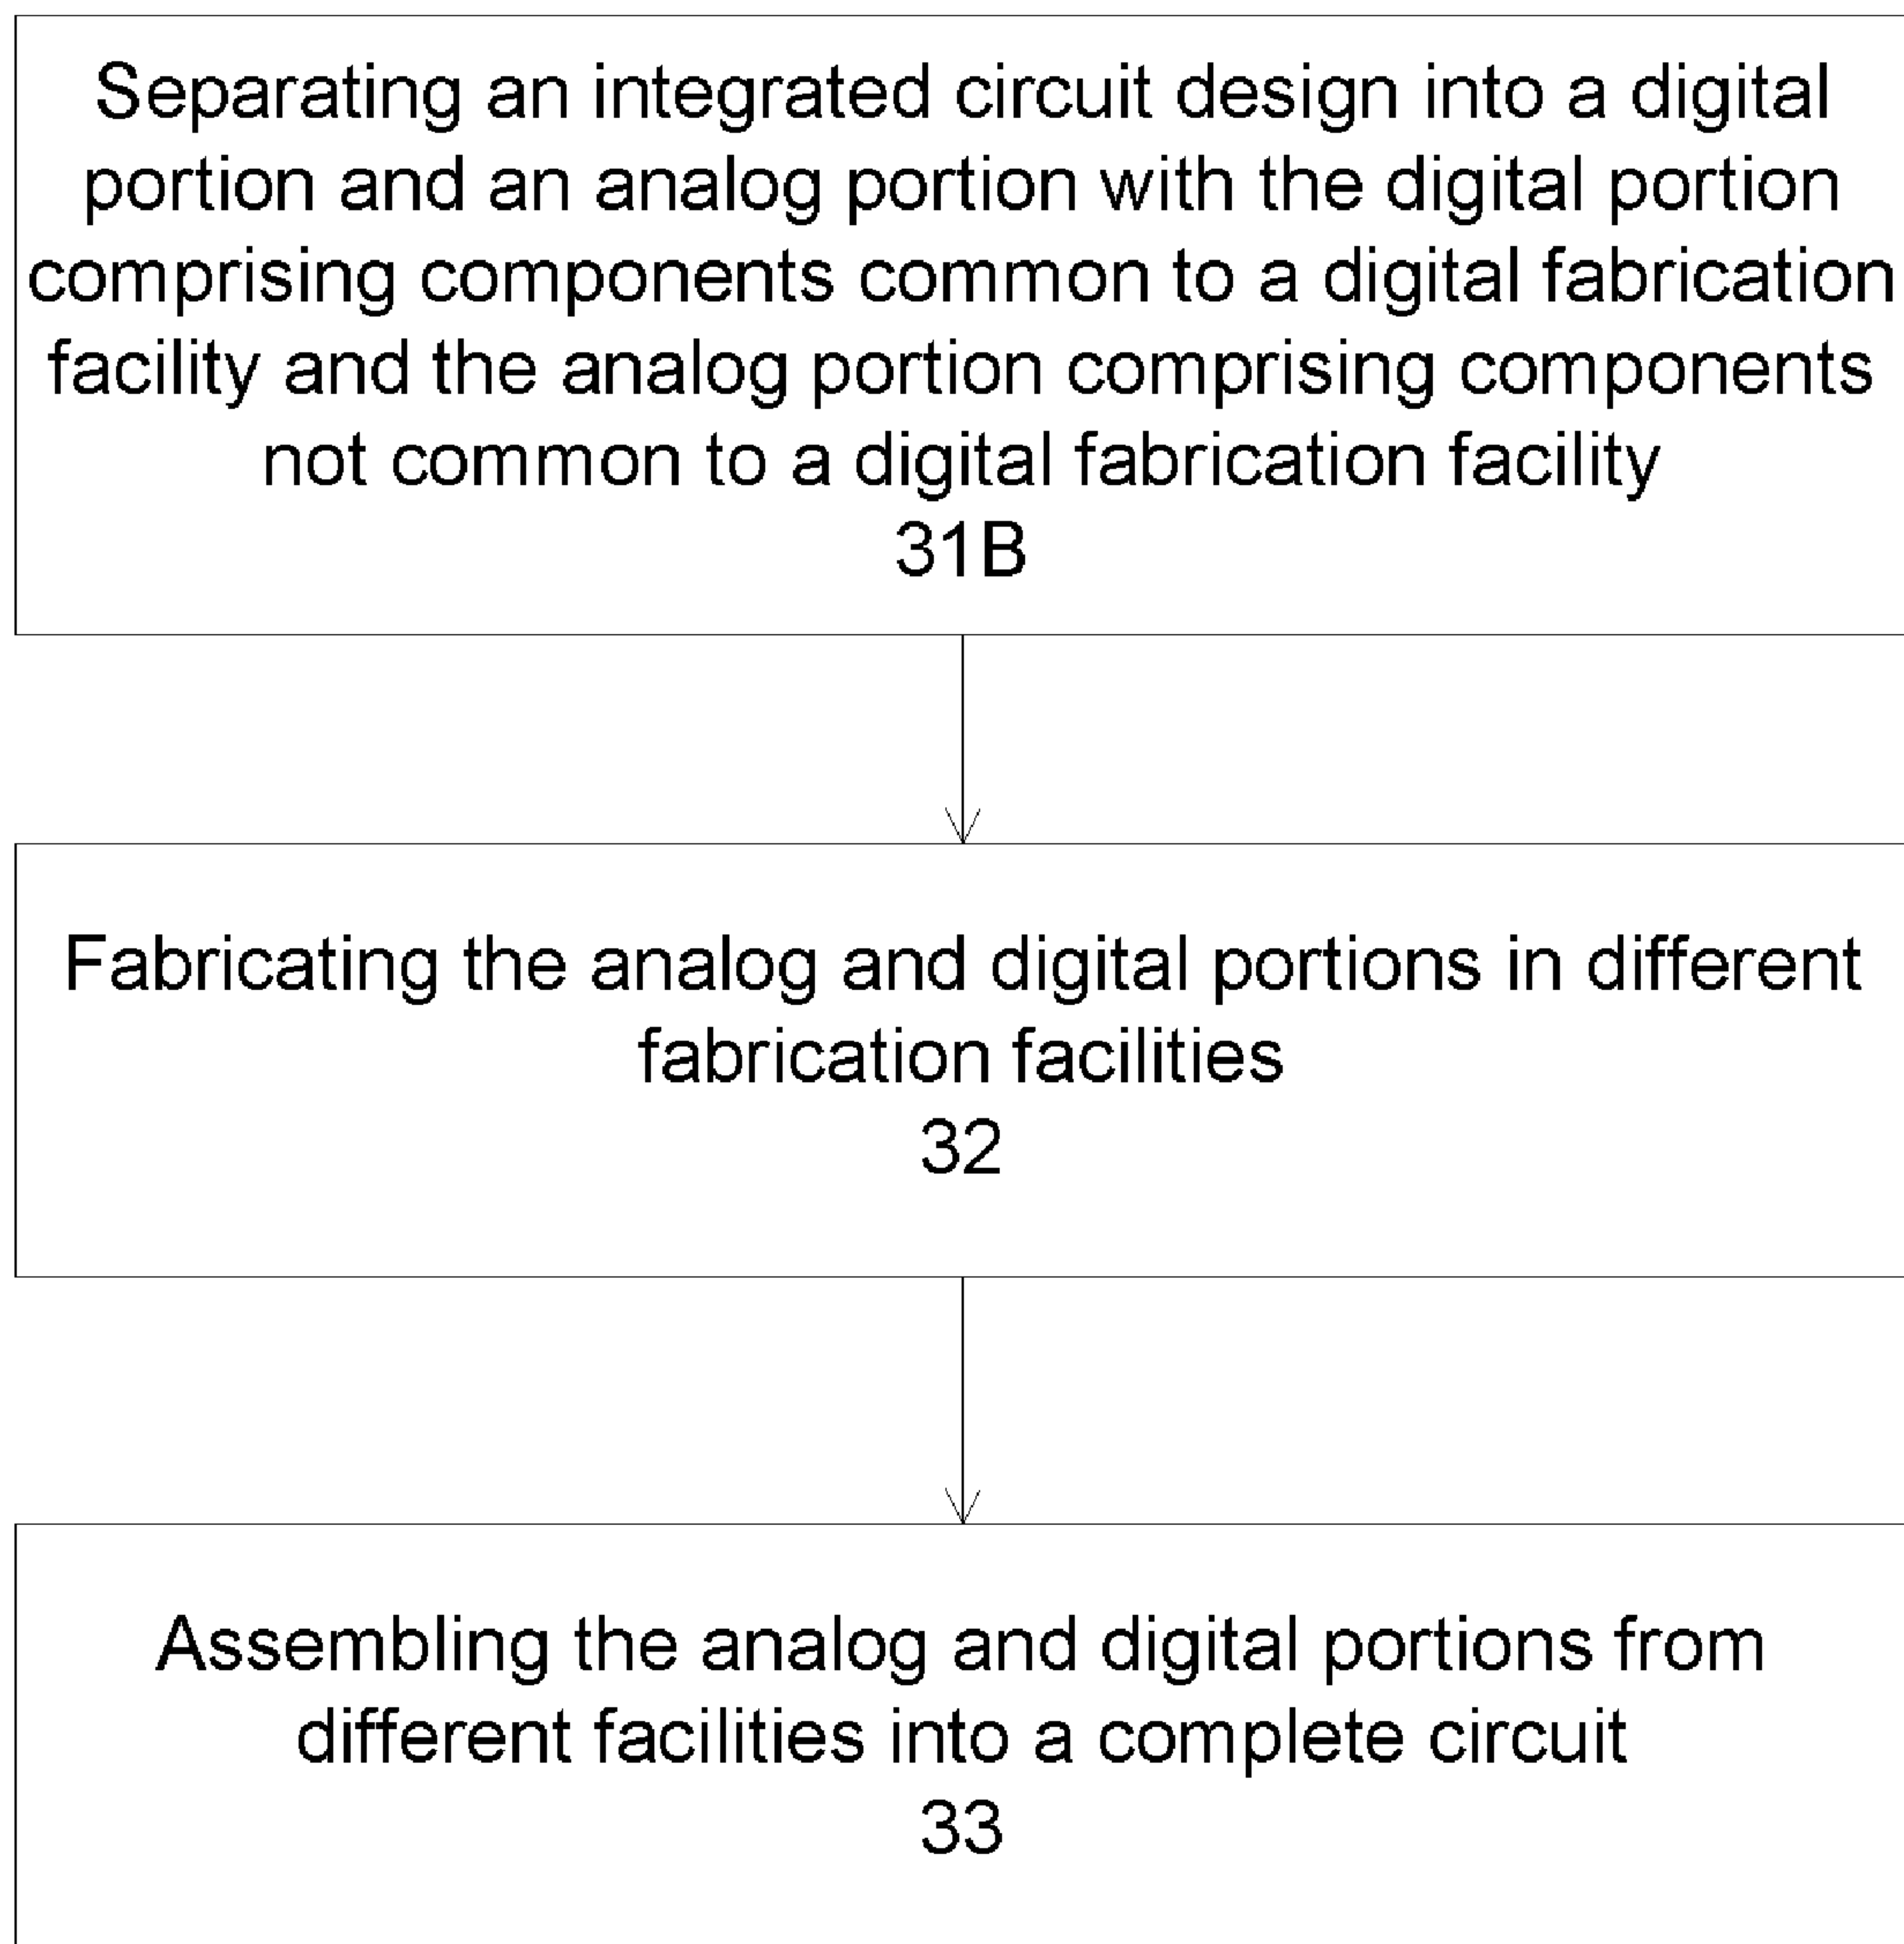 Separating an integrated circuit design into a digital
portion and an analog portion with the digital portion
comprising components common to a digital fabrication
facility and the analog portion comprising components
not common to a digital fabrication facility
31B
Fabricating the analog and digital portions in different
fabrication facilities
32
Assembling the analog and digital portions from
different facilities into a complete circuit
33